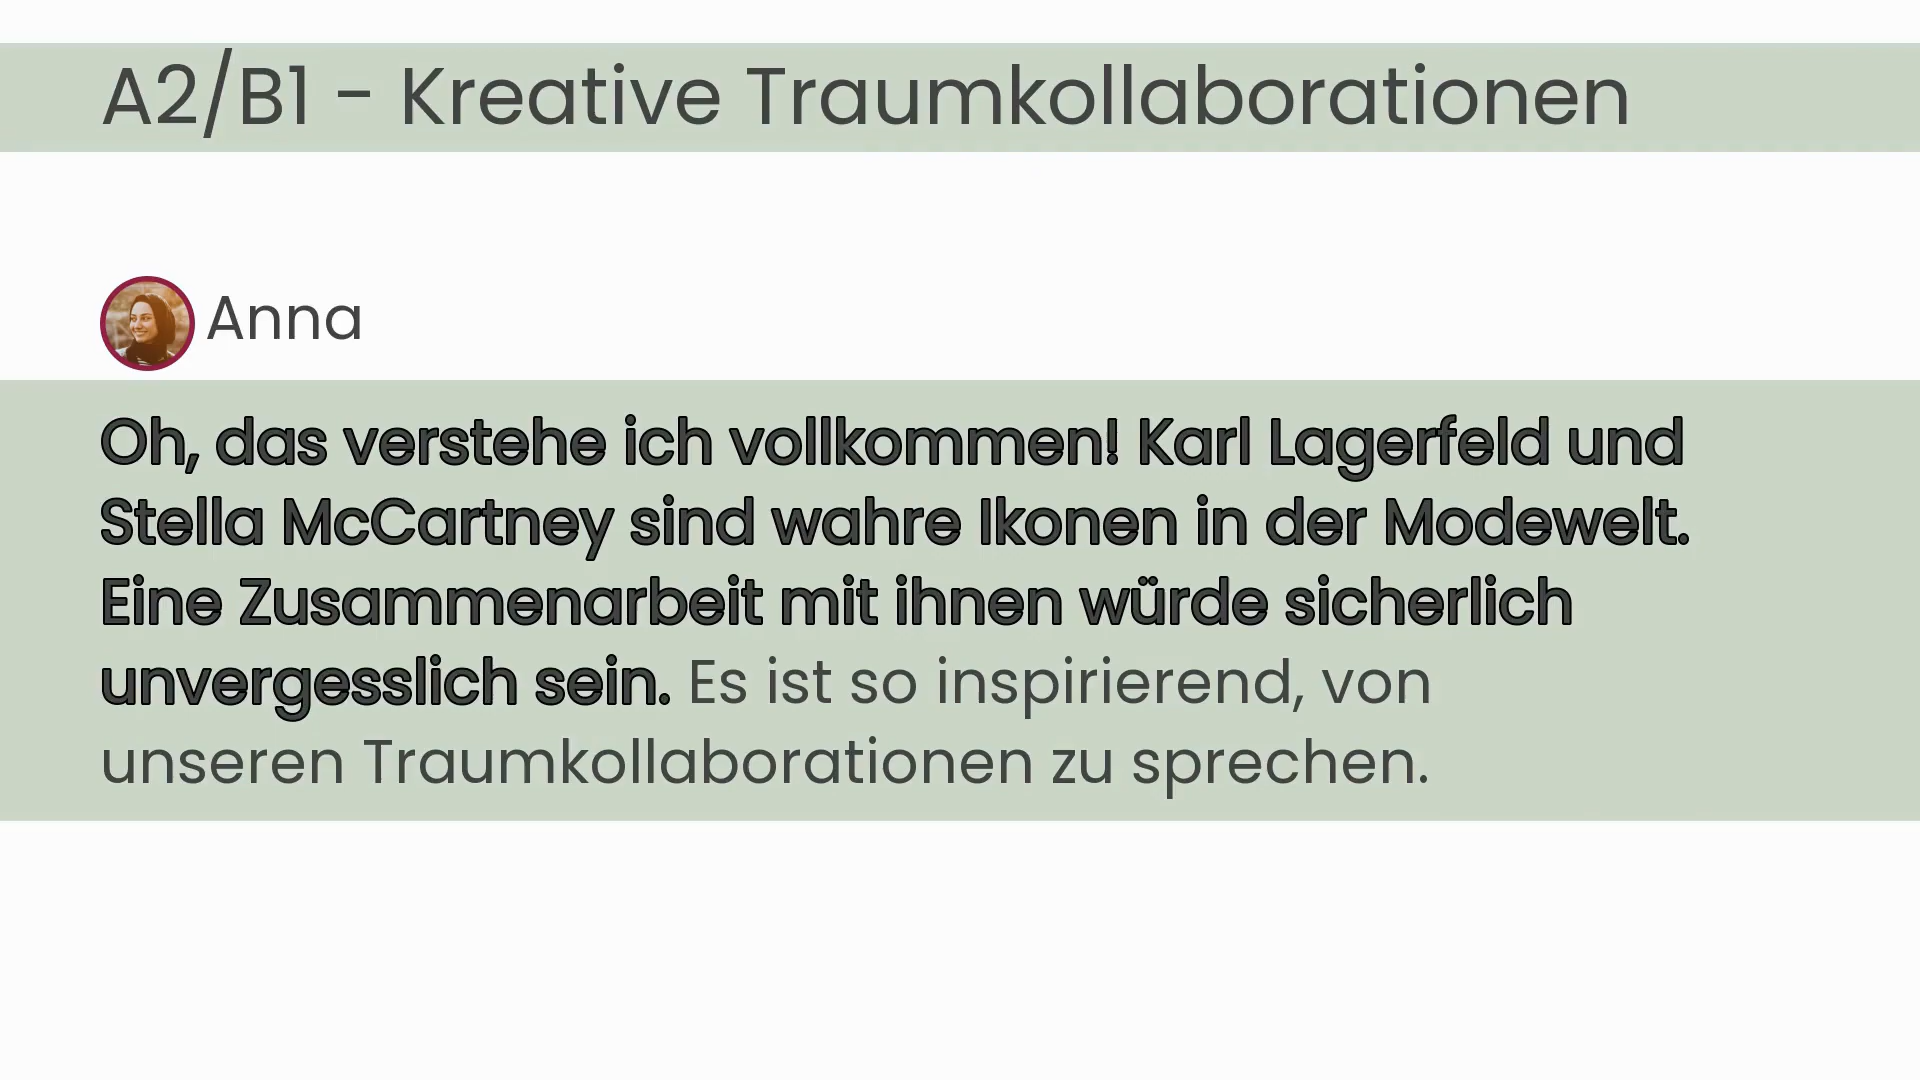 A2/B1 - Kreative Traumkollaborationen
Anna
Oh, das verstehe ich vollkommen! Karl Lagerfeld und
Stella McCartney sind wahre Ikonen in der Modewelt.
Eine Zusammenarbeit mit ihnen würde sicherlich
unvergesslich sein. Es ist so inspirierend, von
unseren Traumkollaborationen zu sprechen.